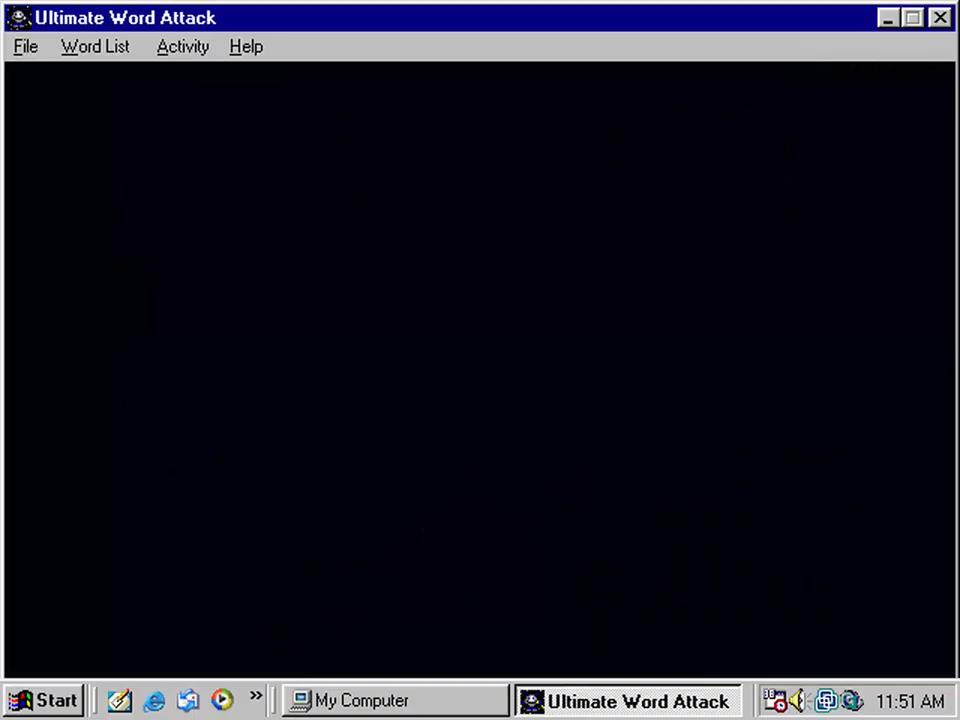 Ultimate Word Attack
File Word List Activity Help
Start » My Computer Ultimate Word Attack 11:51 AM